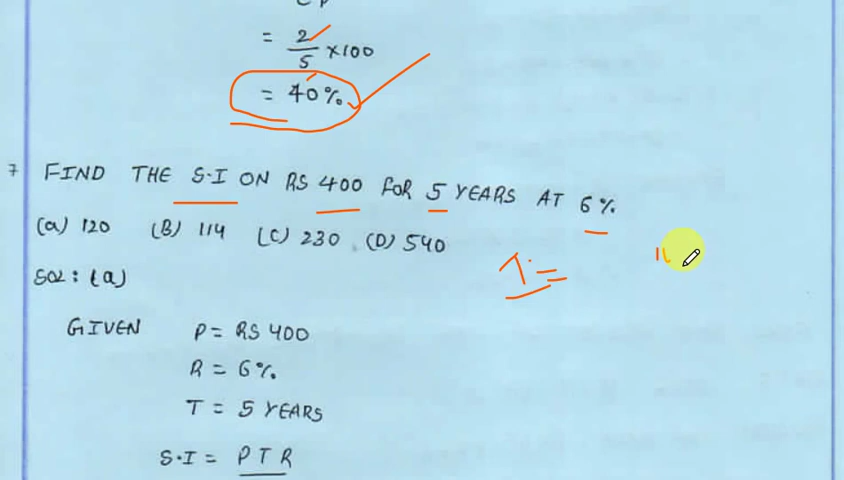 = 2/5 ×100
= 40%
7 FIND THE S·I ON RS 400 FOR 5 YEARS AT 6%
(a) 120 (B) 114 (C) 230 (D) 540
SOL: (a)
GIVEN P = RS 400
R = 6%
T = 5 YEARS
S·I = P T R